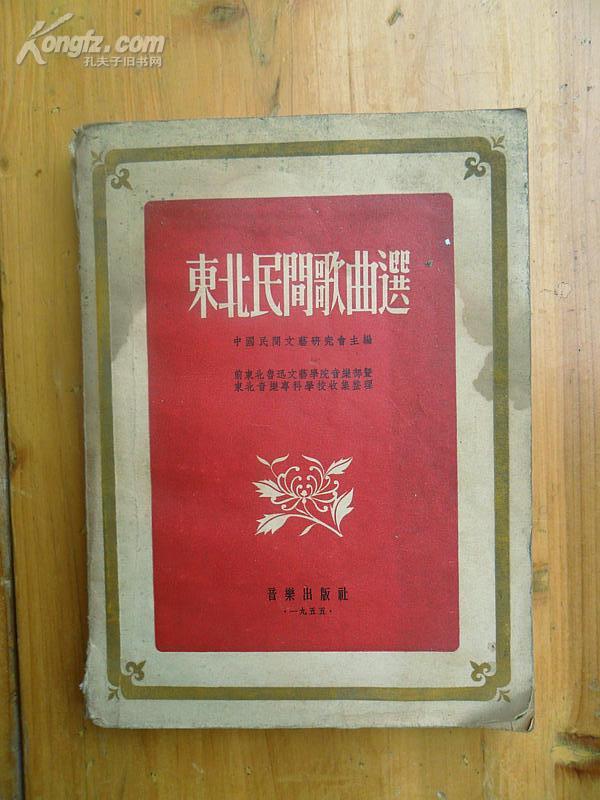 Kongfz.com
孔夫子旧书网
東北民間歌曲選
中國民間文藝研究會主編
前東北魯迅文藝學院音樂部暨
東北音樂專科學校收集整理
音樂出版社
·一九五五·